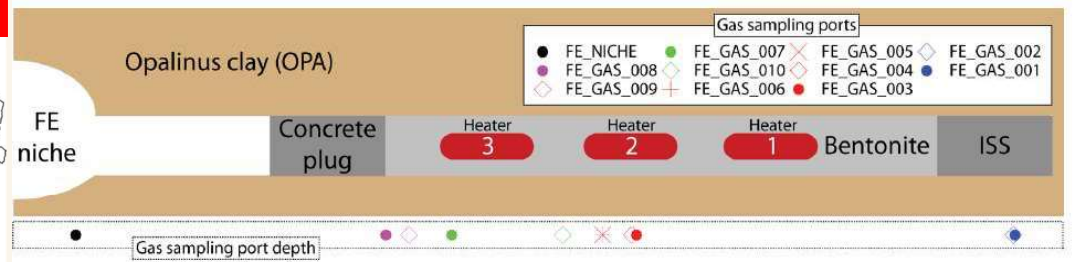 Gas sampling ports
FE_NICHE FE_GAS_007 FE_GAS_005 FE_GAS_002
FE_GAS_008 FE_GAS_010 FE_GAS_004 FE_GAS_001
FE_GAS_009 FE_GAS_006 FE_GAS_003
Opalinus clay (OPA)
FE
niche
Concrete
plug
Heater
3
Heater
2
Heater
1
Bentonite
ISS
Gas sampling port depth